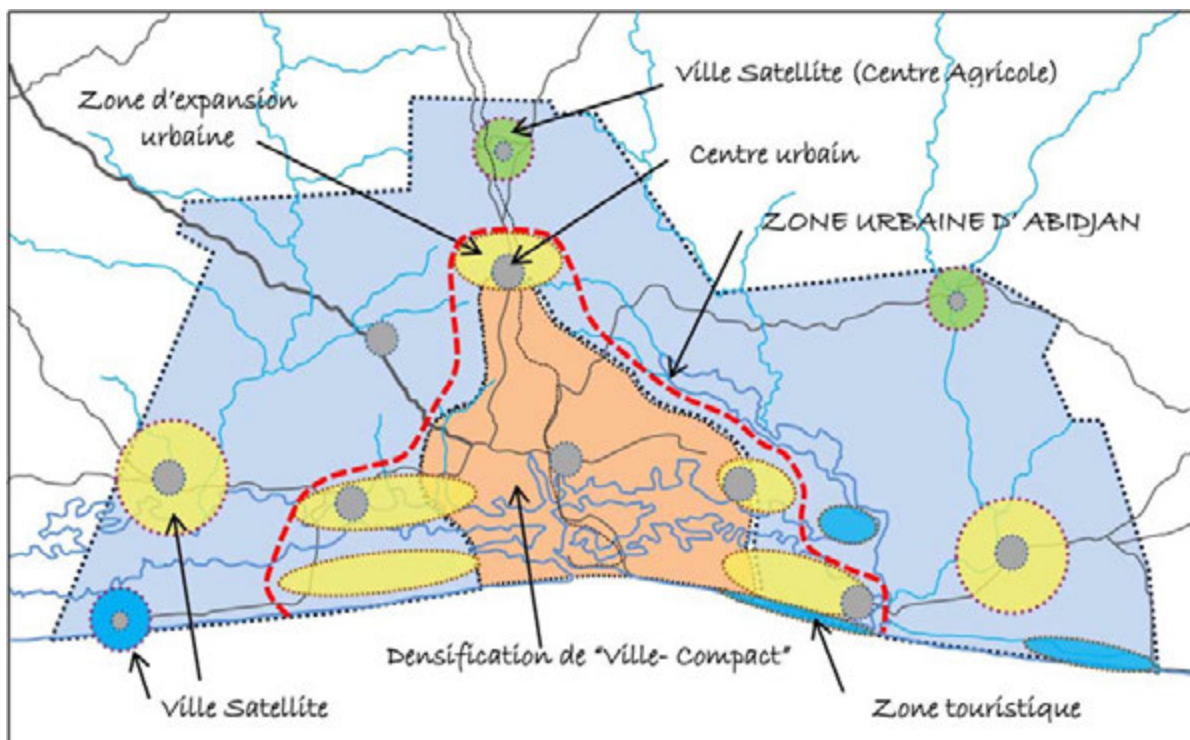 Ville Satellite (Centre Agricole)
Zone d'expansion
urbaine
Centre urbain
ZONE URBAINE D' ABIDJAN
Densification de "Ville- Compact"
Ville Satellite
Zone touristique